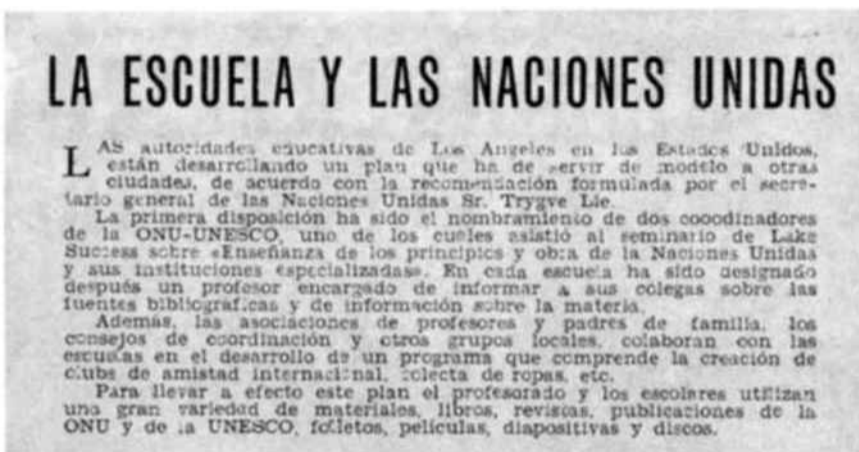 LA ESCUELA Y LAS NACIONES UNIDAS
LAS autoridades educativas de Los Angeles en los Estados Unidos,
están desarrollando un plan que ha de servir de modelo a otras
ciudades, de acuerdo con la recomendación formulada por el secre-
tario general de las Naciones Unidas Sr. Trygve Lie.
La primera disposición ha sido el nombramiento de dos cooodinadores
de la ONU-UNESCO, uno de los cueles asistió al seminario de Lake
Success sobre «Enseñanza de los principios y obra de la Naciones Unidas
y sus instituciones especializadas». En cada escuela ha sido designado
después un profesor encargado de informar a sus colegas sobre las
fuentes bibliográficas y de información sobre la materia.
Además, las asociaciones de profesores y padres de familia, los
consejos de coordinación y otros grupos locales, colaboran con las
escuelas en el desarrollo de un programa que comprende la creación de
clubs de amistad internacional, colecta de ropas, etc.
Para llevar a efecto este plan el profesorado y los escolares utilizan
una gran variedad de materiales, libros, revistas, publicaciones de la
ONU y de la UNESCO, folletos, películas, diapositivas y discos.